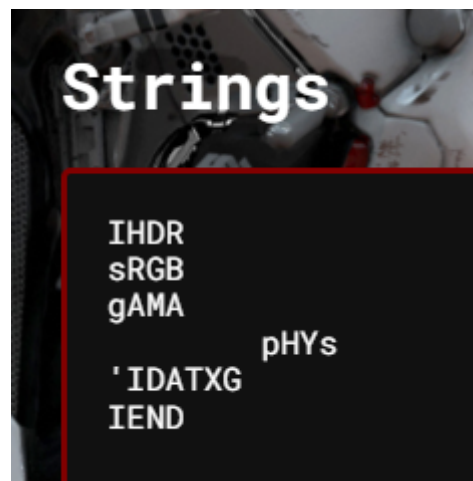 Strings
IHDR
sRGB
gAMA
pHYs
'IDATXG
IEND